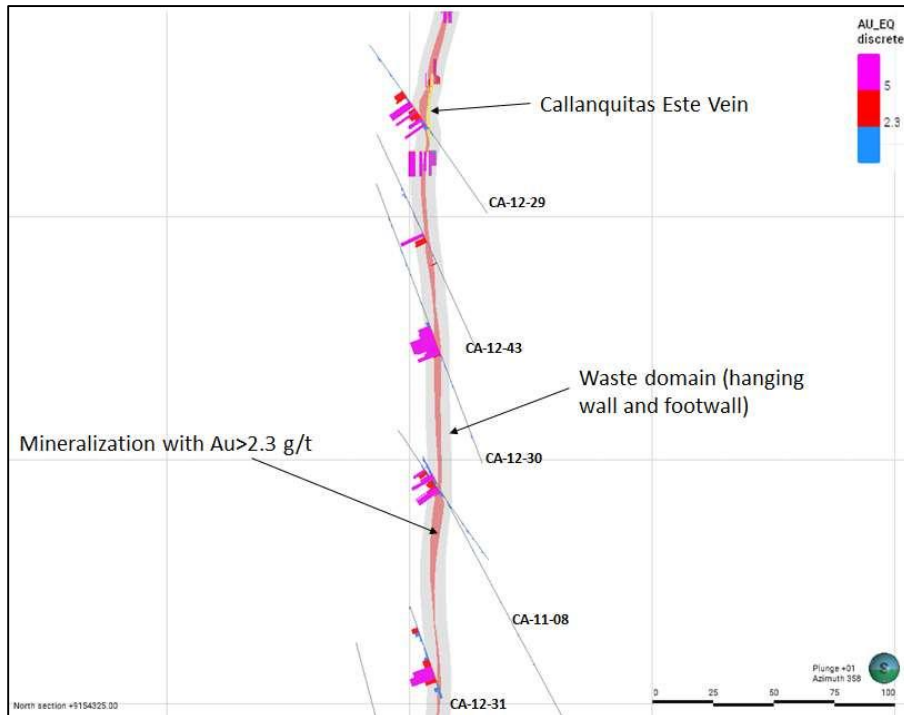 AU_EQ
discrete
5
2.3
Callanquitas Este Vein
CA-12-29
CA-12-43
Waste domain (hanging
wall and footwall)
Mineralization with Au>2.3 g/t
CA-12-30
CA-11-08
Plunge +01
Azimuth 358
S
0 25 50 75 100
CA-12-31
North section +9154325.00